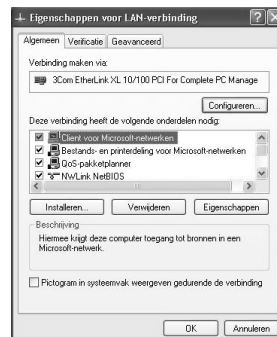 Eigenschappen voor LAN-verbinding
Algemeen Verificatie Geavanceerd
Verbinding maken via:
3Com EtherLink XL 10/100 PCI For Complete PC Manage
Configureren...
Deze verbinding heeft de volgende onderdelen nodig:
Client voor Microsoft-netwerken
Bestands- en printerdeling voor Microsoft-netwerken
QoS-pakketplanner
NWLink NetBIOS
Installeren... Verwijderen Eigenschappen
Beschrijving
Hiermee krijgt deze computer toegang tot bronnen in een
Microsoft-netwerk.
Pictogram in systeemvak weergeven gedurende de verbinding
OK Annuleren